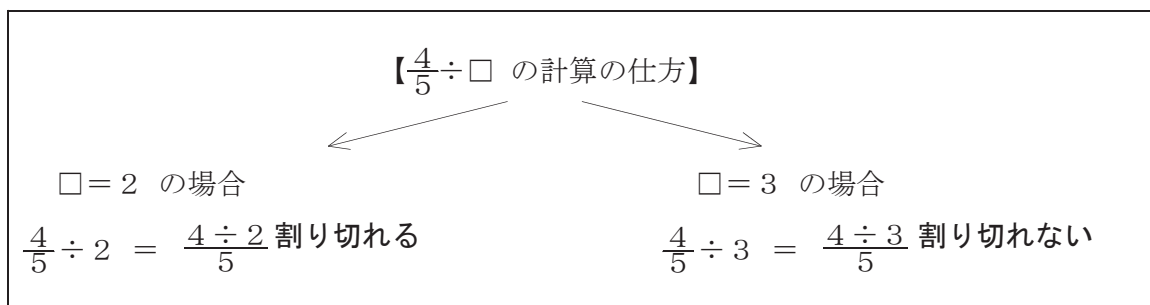 【4/5÷□ の計算の仕方】
□＝2 の場合
4/5÷2 ＝ 4÷2/5 割り切れる
□＝3 の場合
4/5÷3 ＝ 4÷3/5 割り切れない